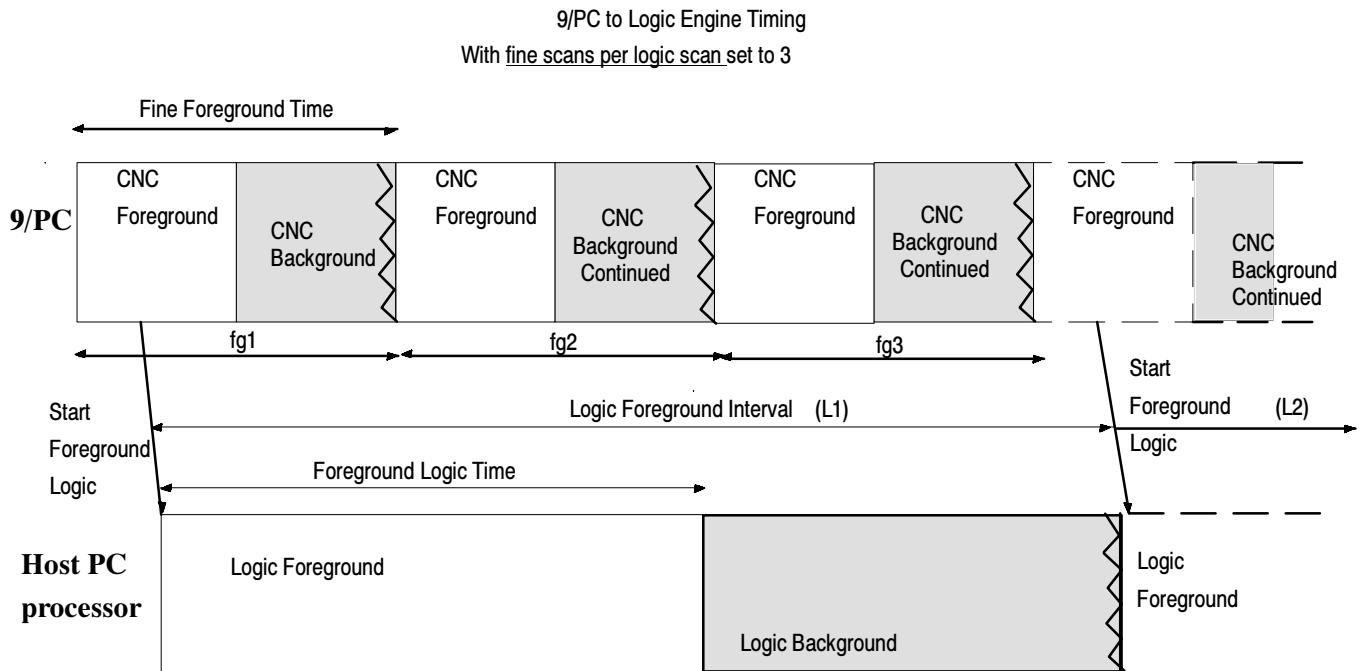 9/PC to Logic Engine Timing
With fine scans per logic scan set to 3
Fine Foreground Time
9/PC
CNC
Foreground
CNC
Background
CNC
Foreground
CNC
Background
Continued
CNC
Foreground
CNC
Background
Continued
CNC
Foreground
CNC
Background
Continued
fg1
fg2
fg3
Start
Foreground
Logic
Logic Foreground Interval (L1)
Start
Foreground
Logic
(L2)
Foreground Logic Time
Host PC
processor
Logic Foreground
Logic Background
Logic
Foreground